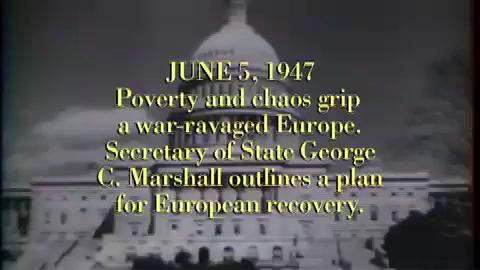 JUNE 5, 1947
Poverty and chaos grip
a war-ravaged Europe.
Secretary of State George
C. Marshall outlines a plan
for European recovery.